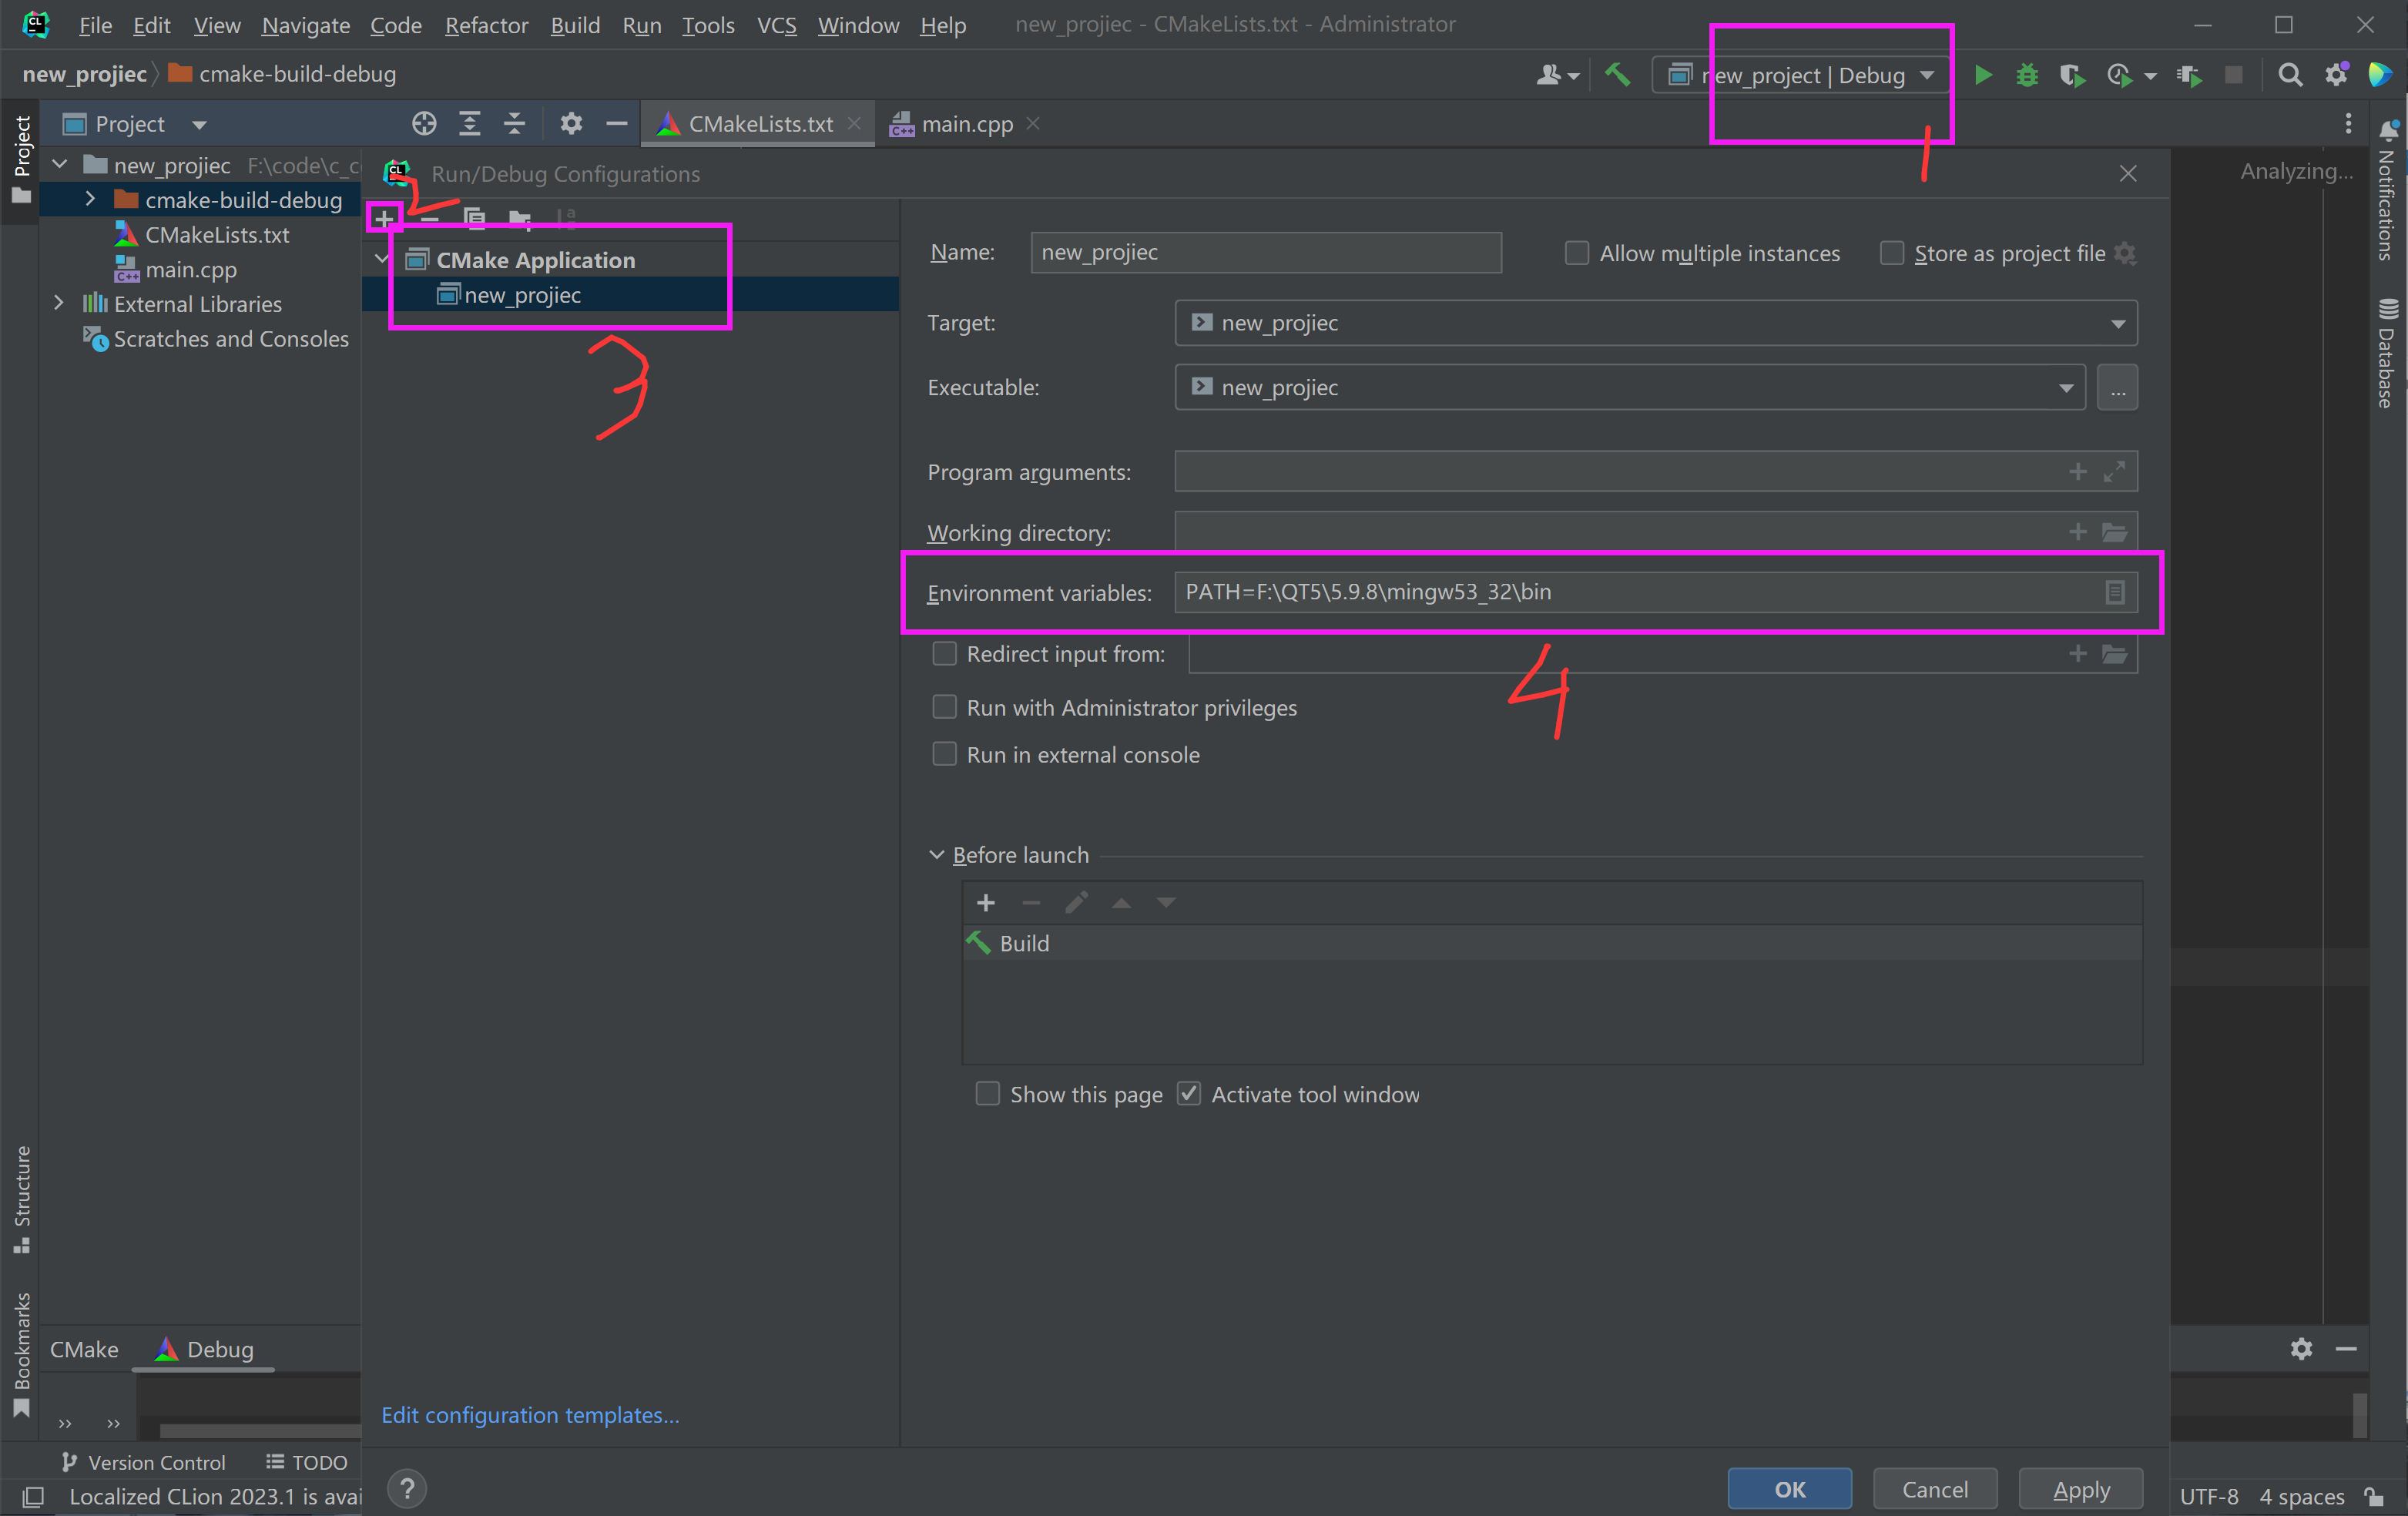 CL
File Edit View Navigate Code Refactor Build Run Tools VCS Window Help new_projiec - CMakeLists.txt - Administrator
new_projiec cmake-build-debug
new_project | Debug
1
Project
Project
CMakeLists.txt
C++ main.cpp
new_projiec F:\code\c_c
cmake-build-debug
CMakeLists.txt
C++ main.cpp
External Libraries
Scratches and Consoles
CL Run/Debug Configurations
2
CMake Application
new_projiec
3
Name: new_projiec
Allow multiple instances
Store as project file
Target: new_projiec
Executable: new_projiec ...
Program arguments:
Working directory:
Environment variables: PATH=F:\QT5\5.9.8\mingw53_32\bin
4
Redirect input from:
Run with Administrator privileges
Run in external console
Before launch
Build
Show this page Activate tool window
Edit configuration templates...
?
OK Cancel Apply
Analyzing...
Notifications
Database
Structure
Bookmarks
CMake Debug
» »
Version Control TODO
Localized CLion 2023.1 is avai
UTF-8 4 spaces